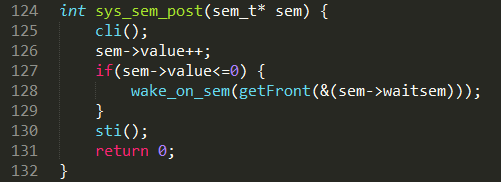 124 int sys_sem_post(sem_t* sem) {
125     cli();
126     sem->value++;
127     if(sem->value<=0) {
128         wake_on_sem(getFront(&(sem->waitsem)));
129     }
130     sti();
131     return 0;
132 }